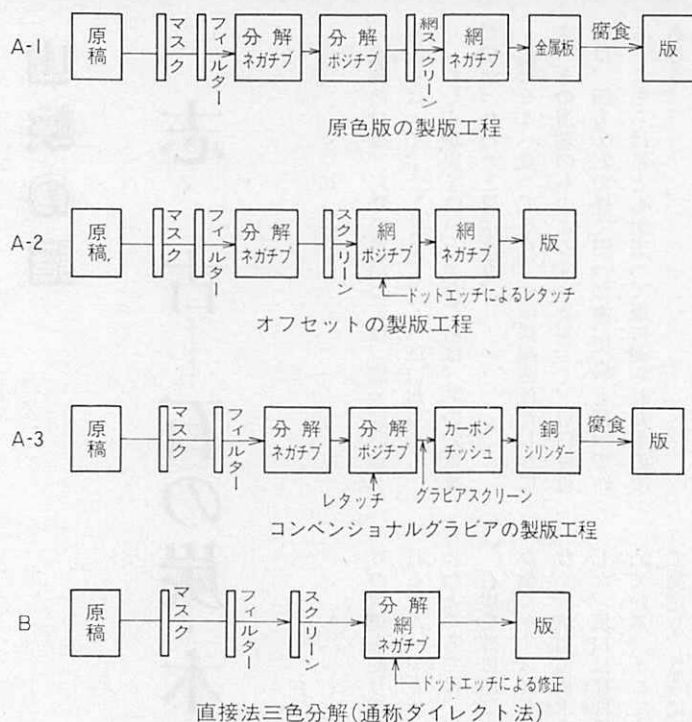 A-1
原稿
マスク
フィルター
分解ネガチブ
分解ポジチブ
網スクリーン
網ネガチブ
金属板
腐食
版
原色版の製版工程
A-2
原稿
マスク
フィルター
分解ネガチブ
スクリーン
網ポジチブ
網ネガチブ
版
ドットエッチによるレタッチ
オフセットの製版工程
A-3
原稿
マスク
フィルター
分解ネガチブ
分解ポジチブ
カーボンチッシュ
銅シリンダー
腐食
版
レタッチ
グラビアスクリーン
コンベンショナルグラビアの製版工程
B
原稿
マスク
フィルター
スクリーン
分解網ネガチブ
版
ドットエッチによる修正
直接法三色分解(通称ダイレクト法)